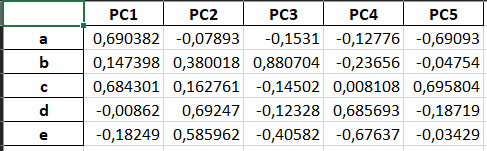 PC1 PC2 PC3 PC4 PC5
a 0,690382 -0,07893 -0,1531 -0,12776 -0,69093
b 0,147398 0,380018 0,880704 -0,23656 -0,04754
c 0,684301 0,162761 -0,14502 0,008108 0,695804
d -0,00862 0,69247 -0,12328 0,685693 -0,18719
e -0,18249 0,585962 -0,40582 -0,67637 -0,03429